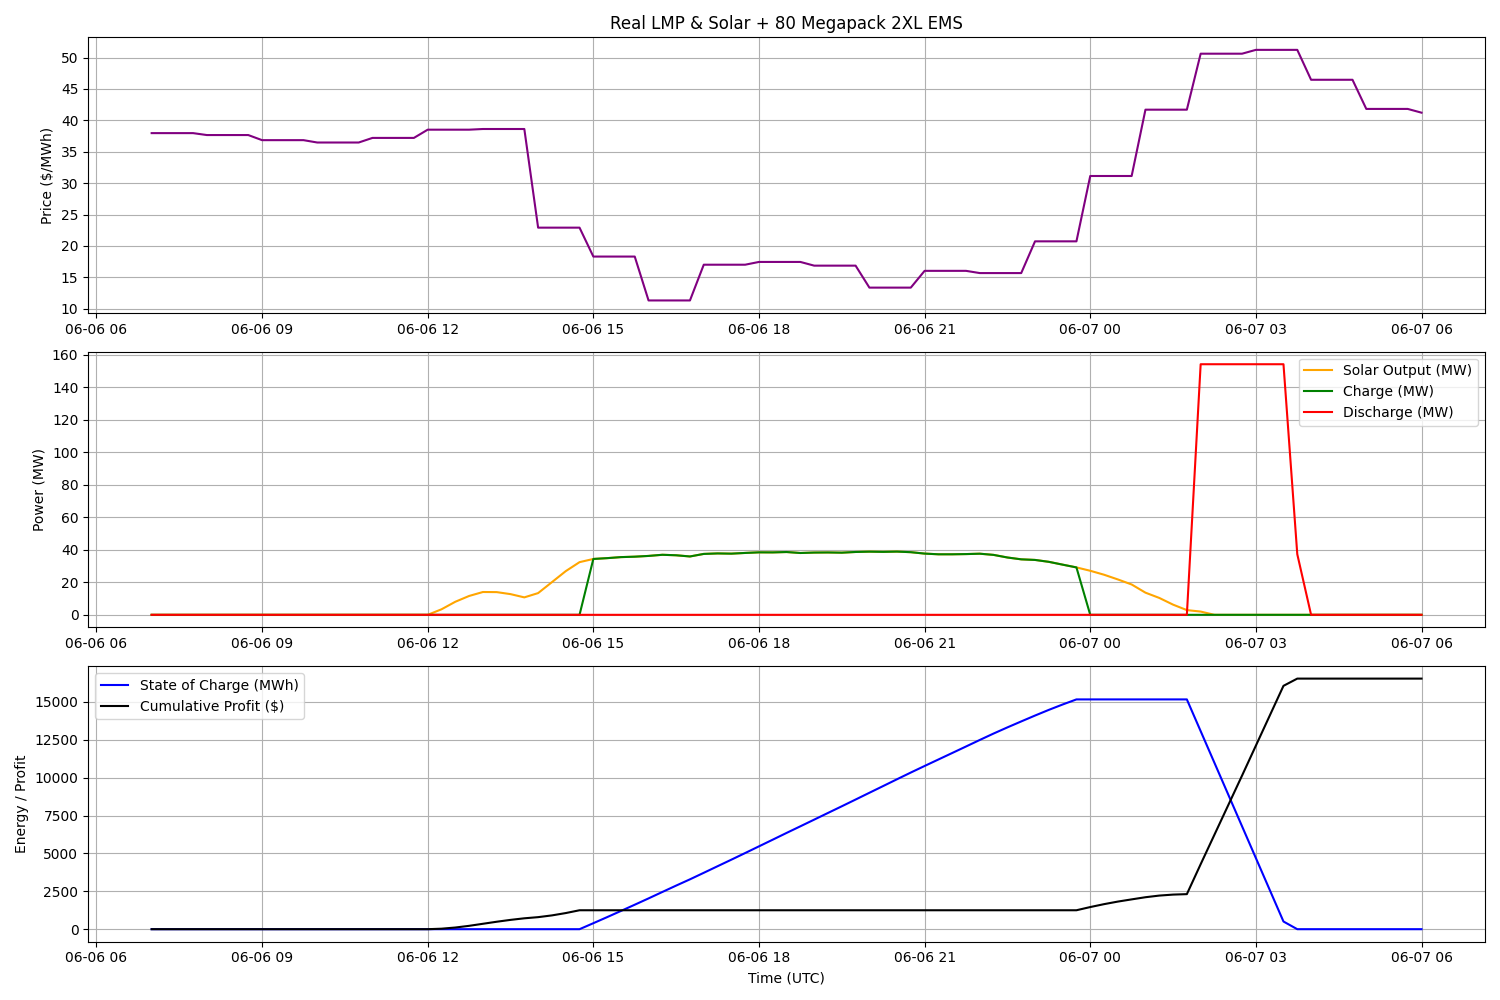 Real LMP & Solar + 80 Megapack 2XL EMS
Price ($/MWh)
50
45
40
35
30
25
20
15
10
06-06 06 06-06 09 06-06 12 06-06 15 06-06 18 06-06 21 06-07 00 06-07 03 06-07 06
Power (MW)
160
140
120
100
80
60
40
20
0
Solar Output (MW)
Charge (MW)
Discharge (MW)
06-06 06 06-06 09 06-06 12 06-06 15 06-06 18 06-06 21 06-07 00 06-07 03 06-07 06
Energy / Profit
15000
12500
10000
7500
5000
2500
0
State of Charge (MWh)
Cumulative Profit ($)
06-06 06 06-06 09 06-06 12 06-06 15 06-06 18 06-06 21 06-07 00 06-07 03 06-07 06
Time (UTC)